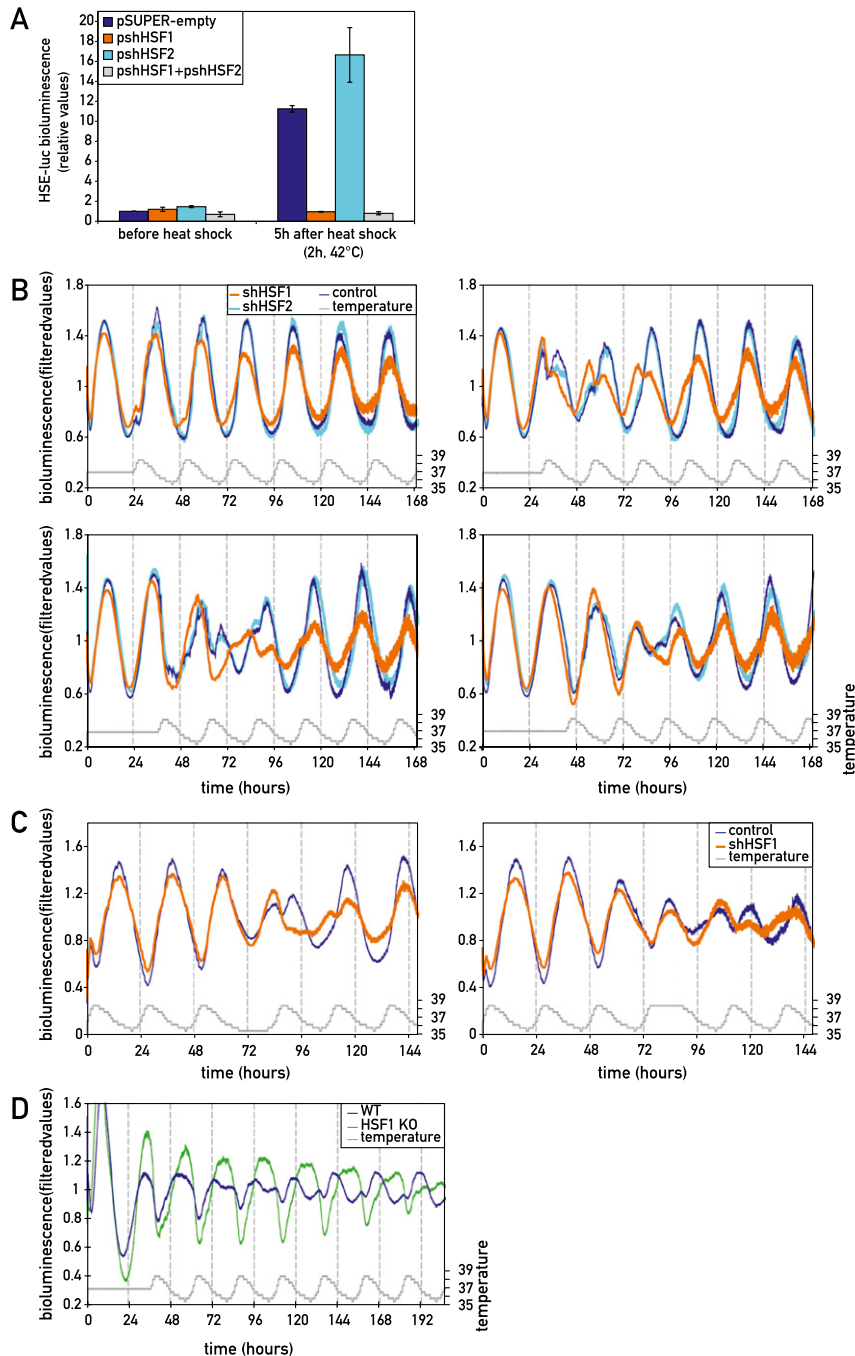 A
HSE-luc bioluminescence
(relative values)
20
18
16
14
12
10
8
6
4
2
0
pSUPER-empty
pshHSF1
pshHSF2
pshHSF1+pshHSF2
before heat shock
5h after heat shock
(2h, 42°C)
B
bioluminescence(filteredvalues)
1.8
1.4
1
0.6
0.2
shHSF1
shHSF2
control
temperature
39
37
35
0 24 48 72 96 120 144 168
1.8
1.4
1
0.6
0.2
39
37
35
0 24 48 72 96 120 144 168
bioluminescence(filteredvalues)
1.8
1.4
1
0.6
0.2
39
37
35
0 24 48 72 96 120 144 168
time (hours)
1.8
1.4
1
0.6
0.2
39
37
35
temperature
0 24 48 72 96 120 144 168
time (hours)
C
bioluminescence(filteredvalues)
1.6
1.2
0.8
0.4
0
39
37
35
0 24 48 72 96 120 144
time (hours)
control
shHSF1
temperature
1.6
1.2
0.8
0.4
0
39
37
35
0 24 48 72 96 120 144
time (hours)
D
bioluminescence(filteredvalues)
1.6
1.4
1.2
1
0.8
0.6
0.4
0.2
WT
HSF1 KO
temperature
39
37
35
temperature
0 24 48 72 96 120 144 168 192
time (hours)